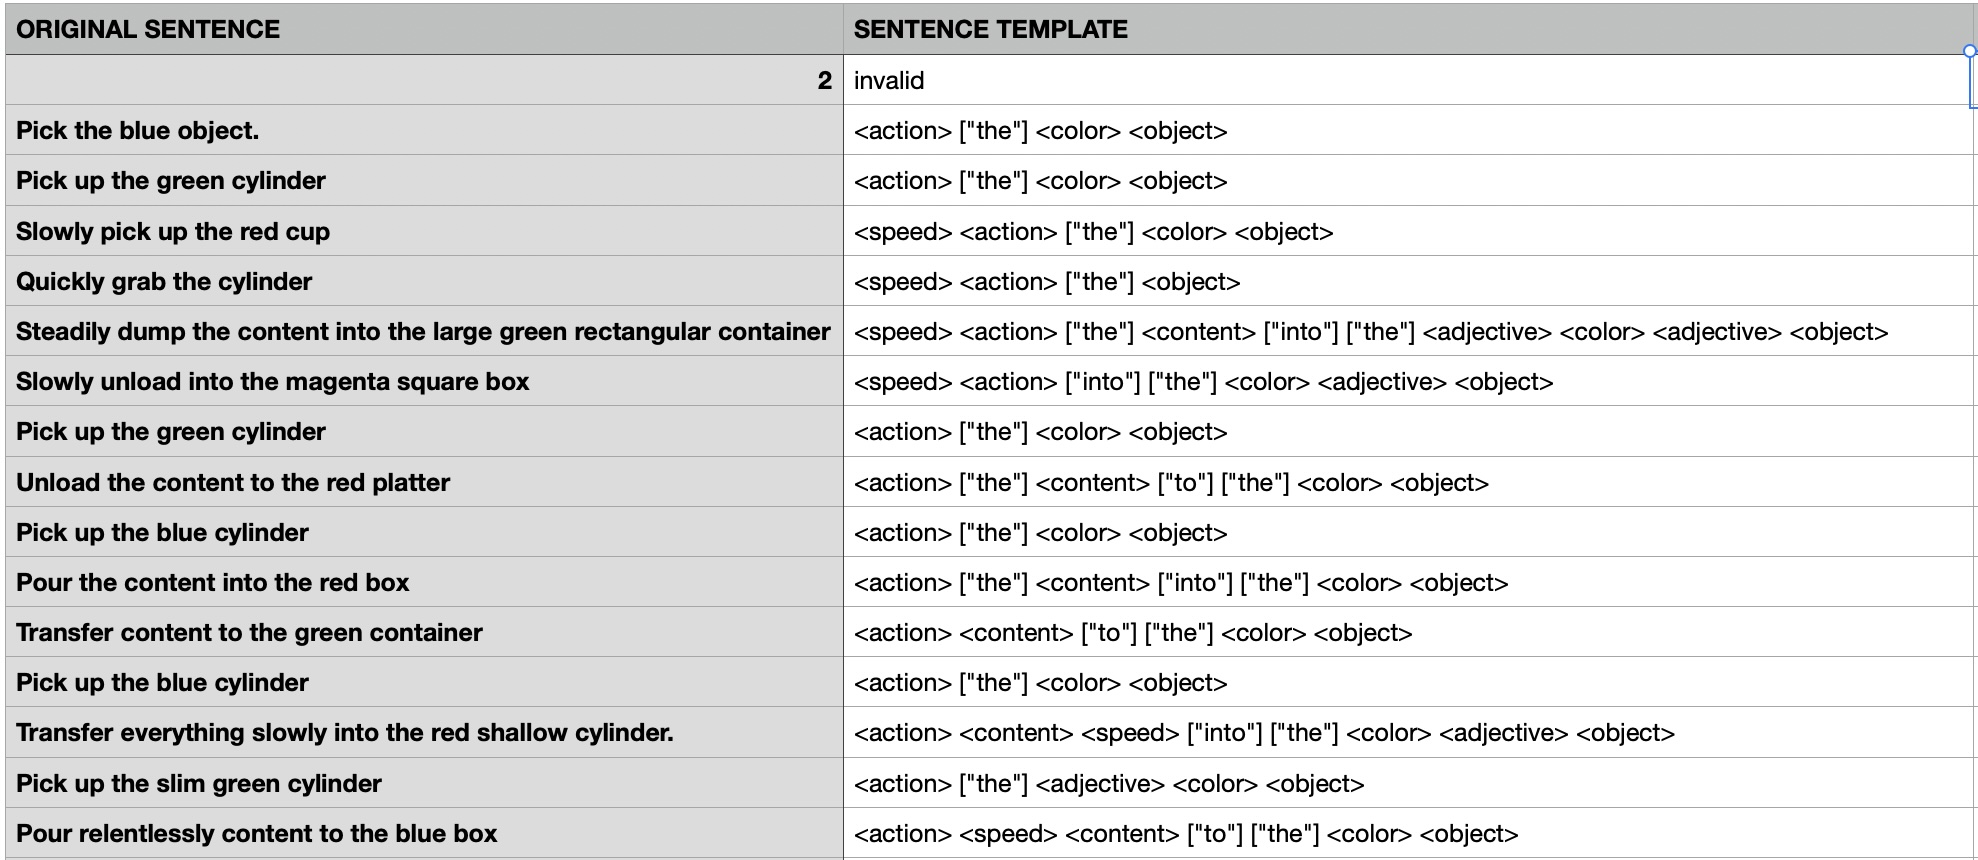 ORIGINAL SENTENCE SENTENCE TEMPLATE
2 invalid
Pick the blue object. <action> ["the"] <color> <object>
Pick up the green cylinder <action> ["the"] <color> <object>
Slowly pick up the red cup <speed> <action> ["the"] <color> <object>
Quickly grab the cylinder <speed> <action> ["the"] <object>
Steadily dump the content into the large green rectangular container <speed> <action> ["the"] <content> ["into"] ["the"] <adjective> <color> <adjective> <object>
Slowly unload into the magenta square box <speed> <action> ["into"] ["the"] <color> <adjective> <object>
Pick up the green cylinder <action> ["the"] <color> <object>
Unload the content to the red platter <action> ["the"] <content> ["to"] ["the"] <color> <object>
Pick up the blue cylinder <action> ["the"] <color> <object>
Pour the content into the red box <action> ["the"] <content> ["into"] ["the"] <color> <object>
Transfer content to the green container <action> <content> ["to"] ["the"] <color> <object>
Pick up the blue cylinder <action> ["the"] <color> <object>
Transfer everything slowly into the red shallow cylinder. <action> <content> <speed> ["into"] ["the"] <color> <adjective> <object>
Pick up the slim green cylinder <action> ["the"] <adjective> <color> <object>
Pour relentlessly content to the blue box <action> <speed> <content> ["to"] ["the"] <color> <object>